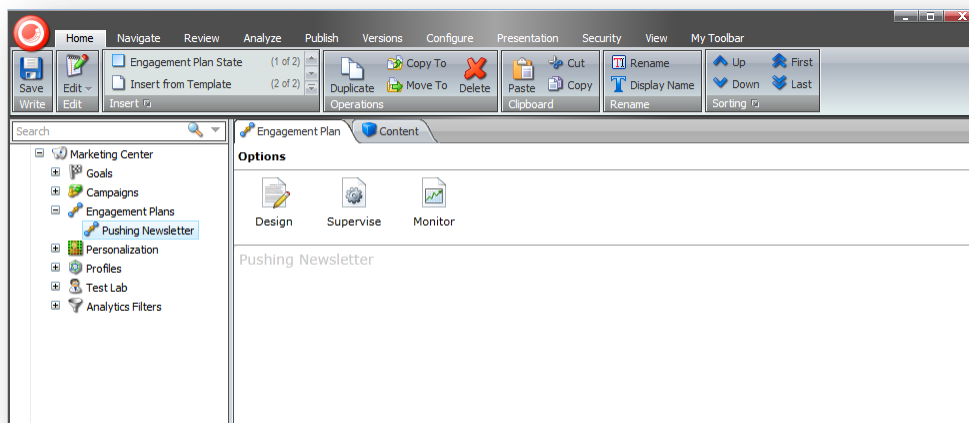 Home Navigate Review Analyze Publish Versions Configure Presentation Security View My Toolbar
Engagement Plan State (1 of 2) Copy To Cut Rename Up First
Insert from Template (2 of 2) Move To Copy Display Name Down Last
Save Edit Duplicate Delete Paste
Write Edit Insert Operations Clipboard Rename Sorting
Search
Engagement Plan Content
Marketing Center
Goals
Campaigns
Engagement Plans
Pushing Newsletter
Personalization
Profiles
Test Lab
Analytics Filters
Options
Design Supervise Monitor
Pushing Newsletter